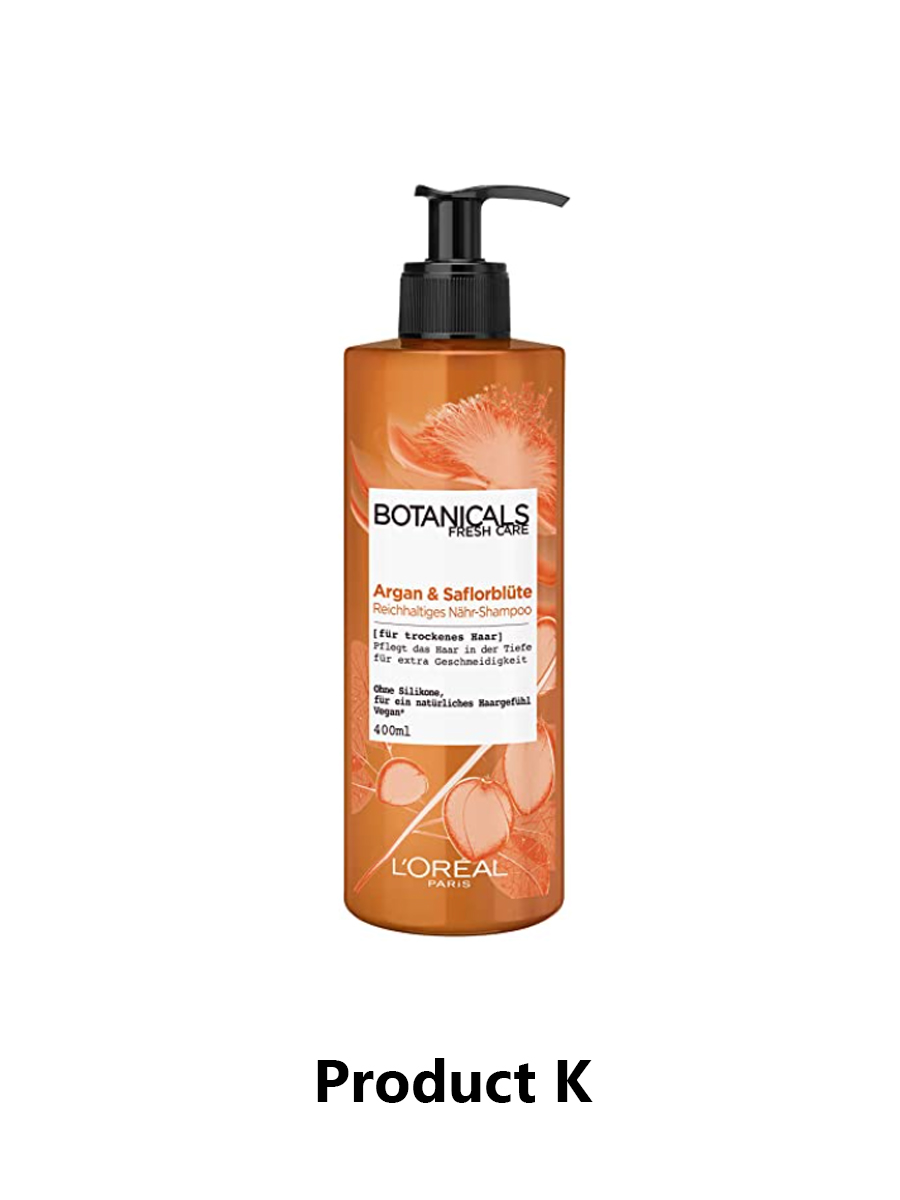 BOTANICALS
FRESH CARE
Argan & Saflorblüte
Reichhaltiges Nähr-Shampoo
[für trockenes Haar]
Pflegt das Haar in der Tiefe
für extra Geschmeidigkeit
Ohne Silikone,
für ein natürliches Haargefühl
Vegan*
400ml
L'ORÉAL
PARIS
Product K